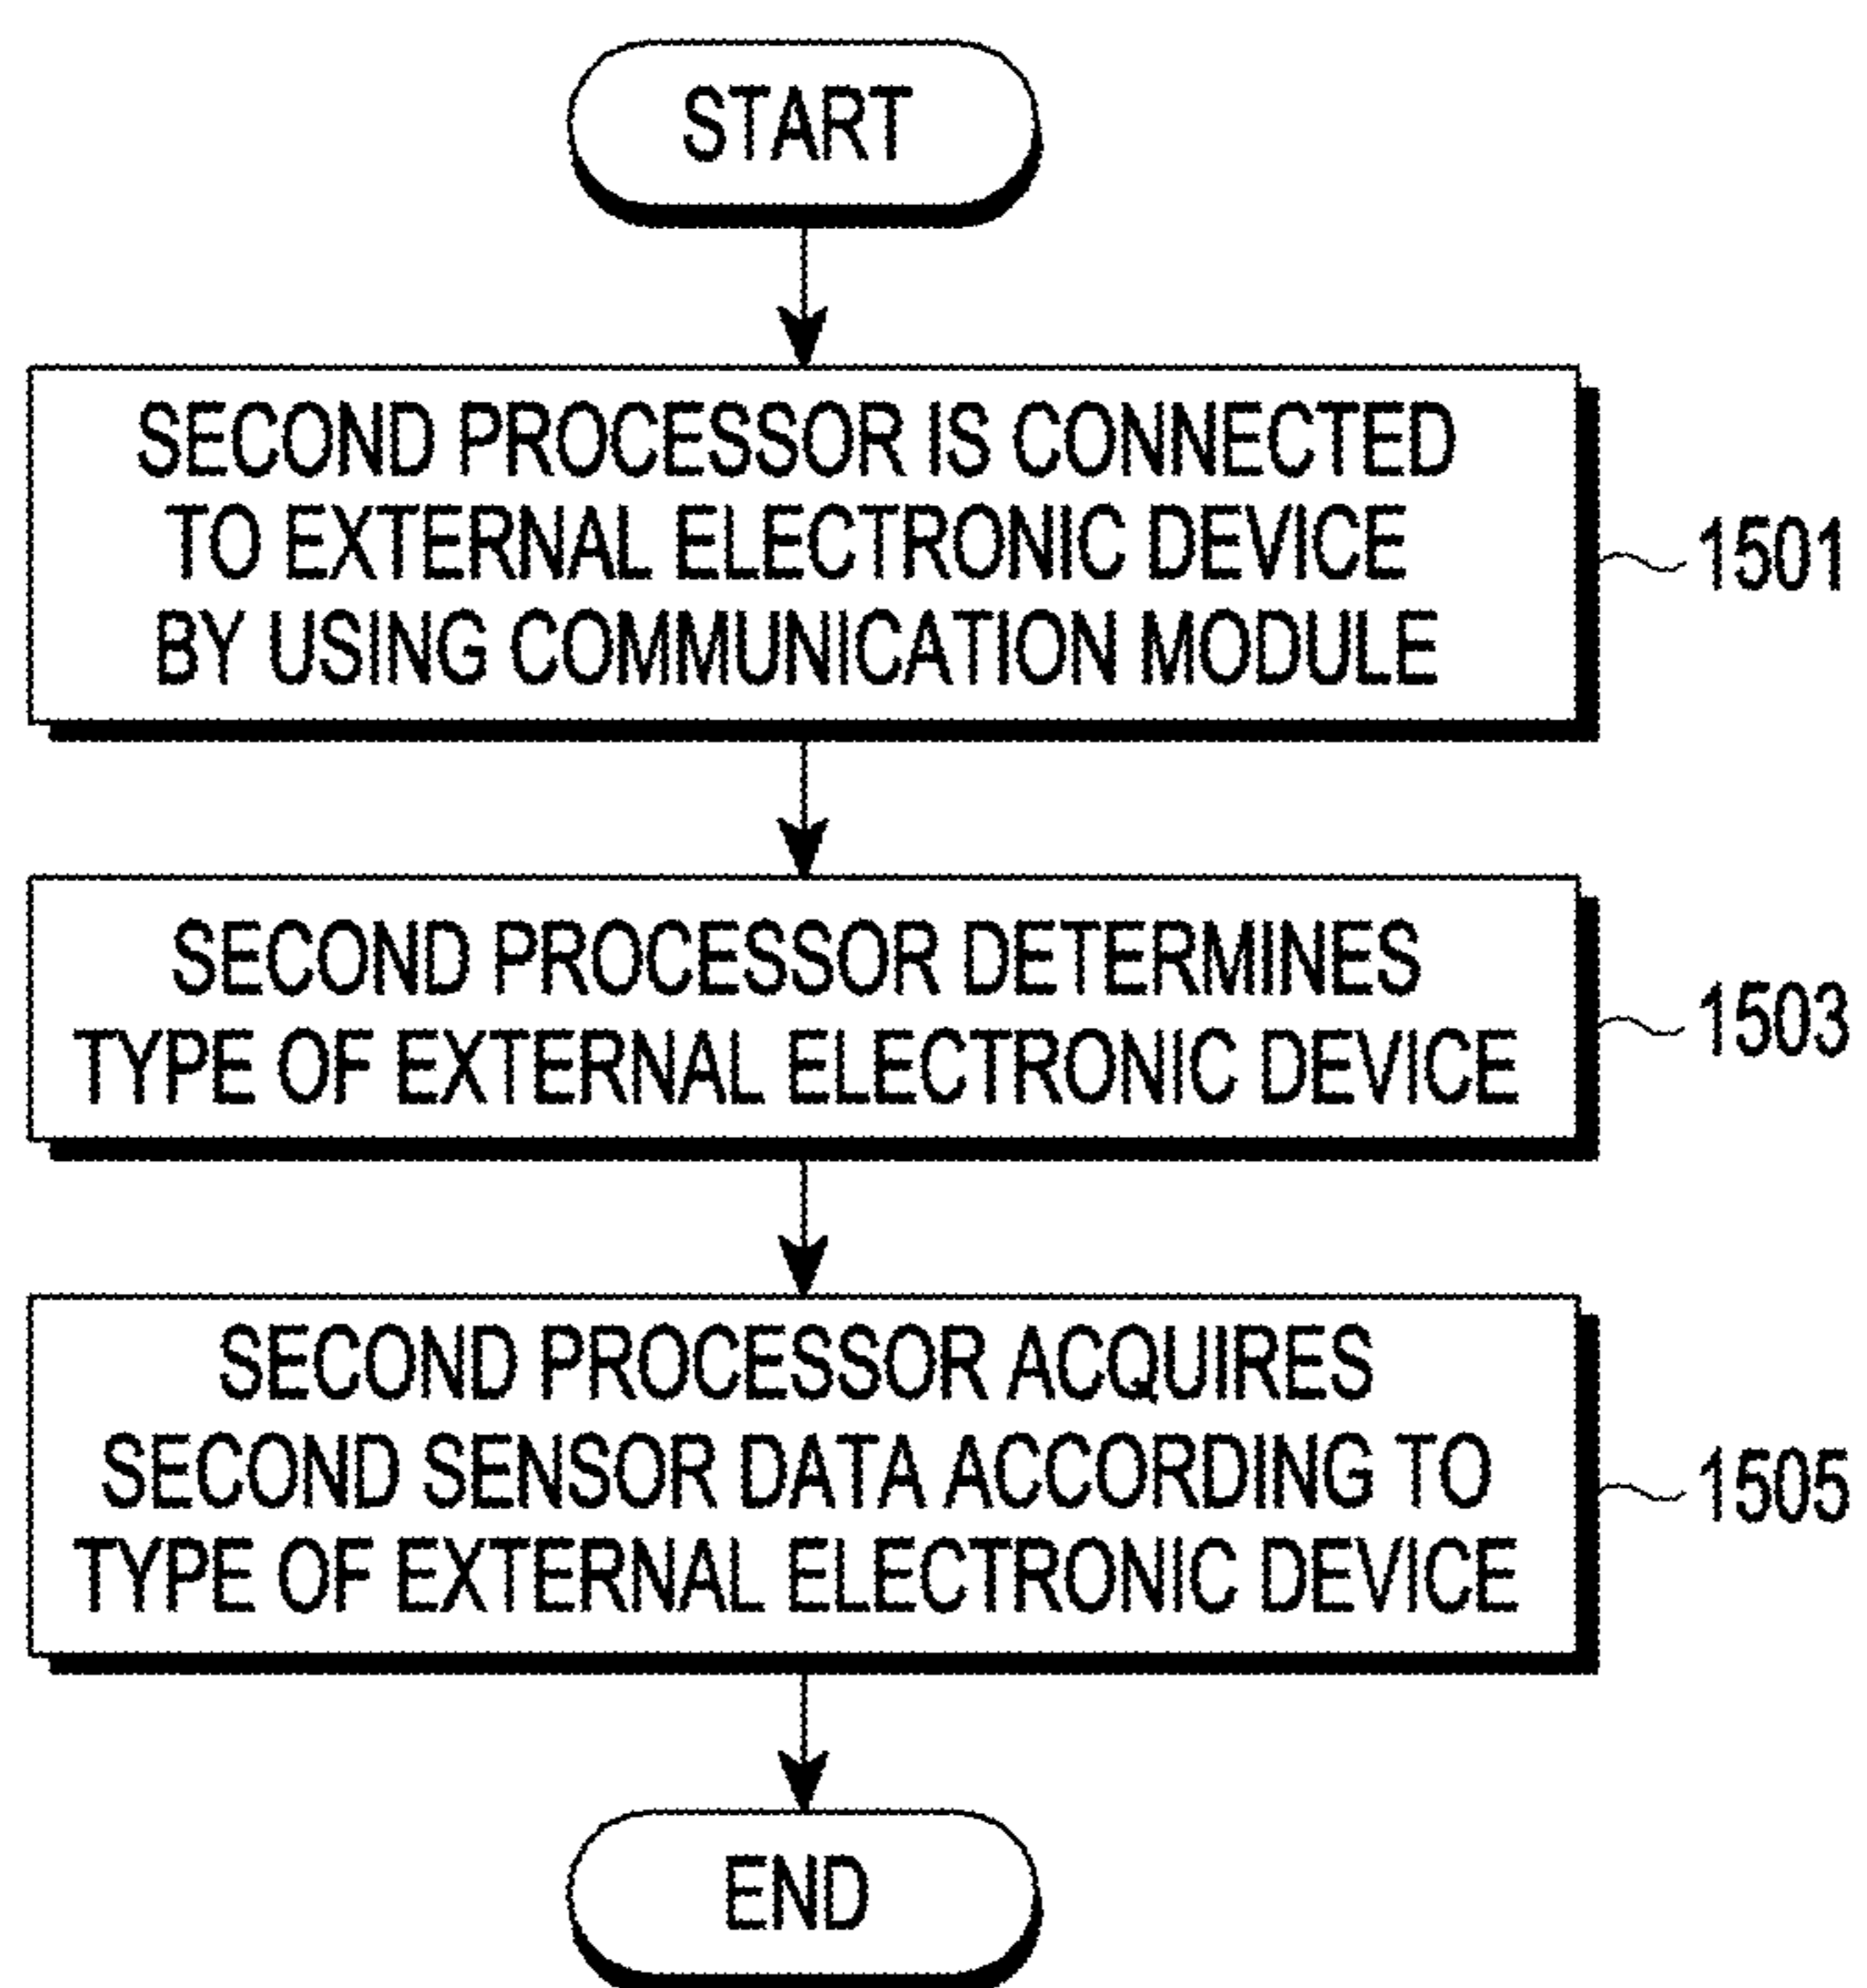 START
SECOND PROCESSOR IS CONNECTED
TO EXTERNAL ELECTRONIC DEVICE
BY USING COMMUNICATION MODULE
1501
SECOND PROCESSOR DETERMINES
TYPE OF EXTERNAL ELECTRONIC DEVICE
1503
SECOND PROCESSOR ACQUIRES
SECOND SENSOR DATA ACCORDING TO
TYPE OF EXTERNAL ELECTRONIC DEVICE
1505
END